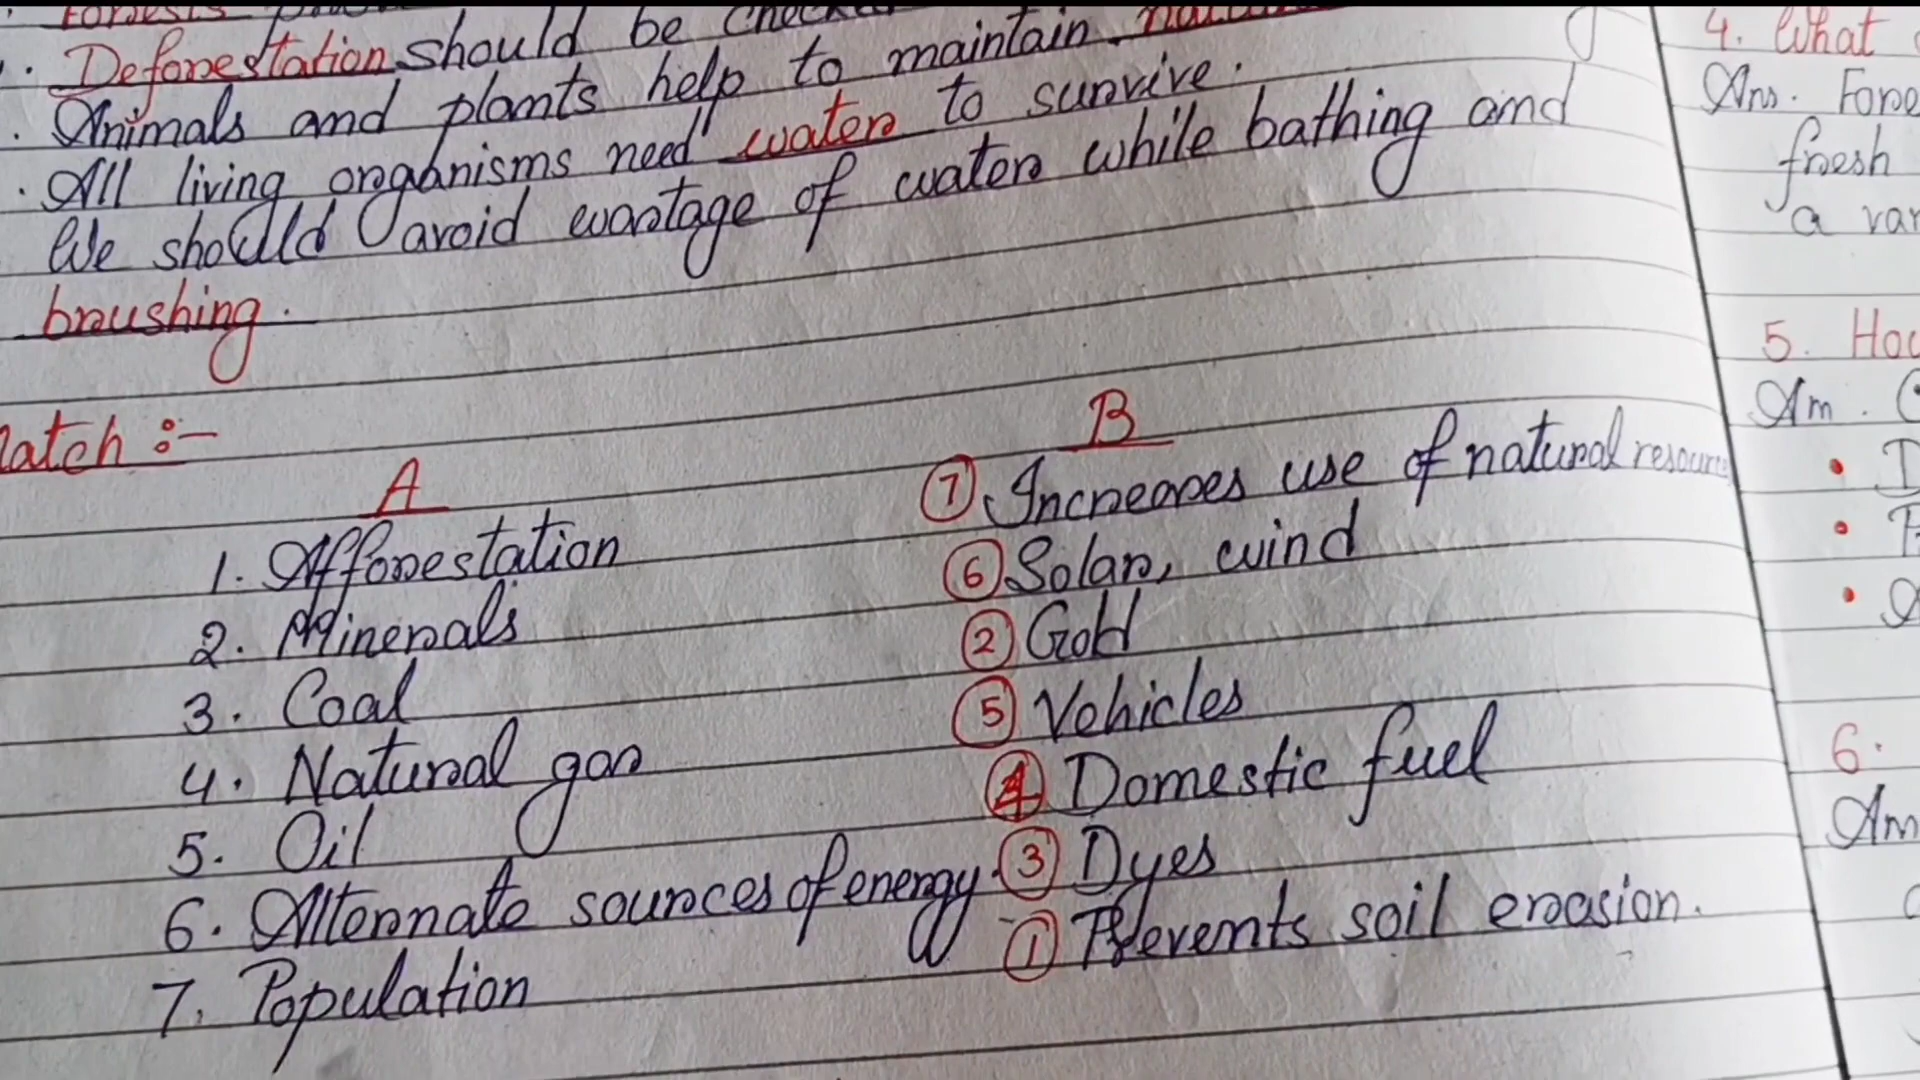 Deforestation should be
Animals and plants help to maintain
All living organisms need water to survive.
We should avoid wastage of water while bathing and
brushing.
Match :-
A B
1. Afforestation ⑦ Increases use of natural resources
2. Minerals ⑥ Solar, wind
3. Coal ② Gold
4. Natural gas ⑤ Vehicles
5. Oil ④ Domestic fuel
6. Alternate sources of energy. ③ Dyes
7. Population ① Prevents soil erosion.
4. What
Ans. Fore
fresh
a var
5. How
Ans.
6.
Ans